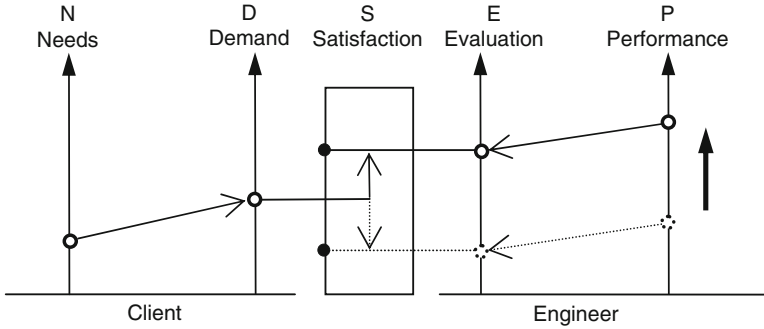 N D S E P
Needs Demand Satisfaction Evaluation Performance
Client Engineer